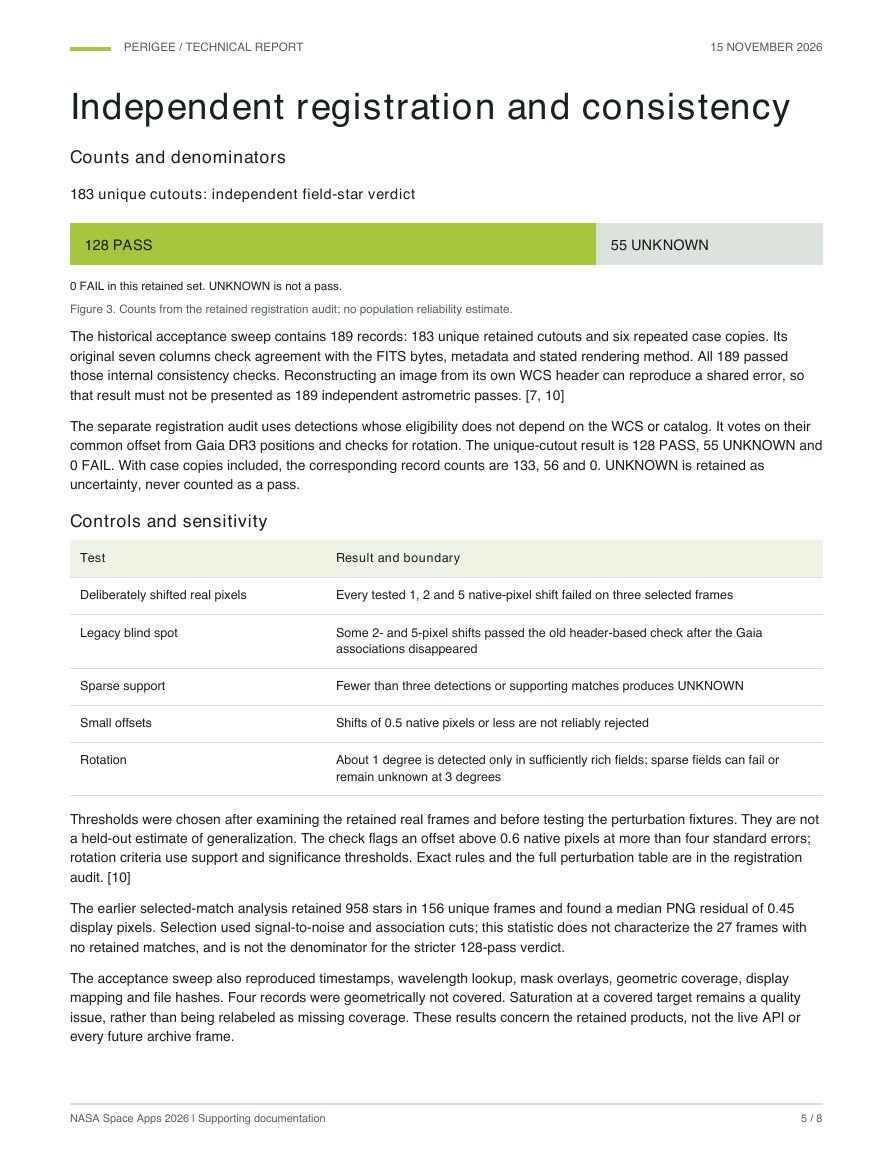 PERIGEE / TECHNICAL REPORT
15 NOVEMBER 2026
Independent registration and consistency
Counts and denominators
183 unique cutouts: independent field-star verdict
128 PASS
55 UNKNOWN
0 FAIL in this retained set. UNKNOWN is not a pass.
Figure 3. Counts from the retained registration audit; no population reliability estimate.
The historical acceptance sweep contains 189 records: 183 unique retained cutouts and six repeated case copies. Its
original seven columns check agreement with the FITS bytes, metadata and stated rendering method. All 189 passed
those internal consistency checks. Reconstructing an image from its own WCS header can reproduce a shared error, so
that result must not be presented as 189 independent astrometric passes. [7, 10]
The separate registration audit uses detections whose eligibility does not depend on the WCS or catalog. It votes on their
common offset from Gaia DR3 positions and checks for rotation. The unique-cutout result is 128 PASS, 55 UNKNOWN and
0 FAIL. With case copies included, the corresponding record counts are 133, 56 and 0. UNKNOWN is retained as
uncertainty, never counted as a pass.
Controls and sensitivity
Test
Result and boundary
Deliberately shifted real pixels
Every tested 1, 2 and 5 native-pixel shift failed on three selected frames
Legacy blind spot
Some 2- and 5-pixel shifts passed the old header-based check after the Gaia
associations disappeared
Sparse support
Fewer than three detections or supporting matches produces UNKNOWN
Small offsets
Shifts of 0.5 native pixels or less are not reliably rejected
Rotation
About 1 degree is detected only in sufficiently rich fields; sparse fields can fail or
remain unknown at 3 degrees
Thresholds were chosen after examining the retained real frames and before testing the perturbation fixtures. They are not
a held-out estimate of generalization. The check flags an offset above 0.6 native pixels at more than four standard errors;
rotation criteria use support and significance thresholds. Exact rules and the full perturbation table are in the registration
audit. [10]
The earlier selected-match analysis retained 958 stars in 156 unique frames and found a median PNG residual of 0.45
display pixels. Selection used signal-to-noise and association cuts; this statistic does not characterize the 27 frames with
no retained matches, and is not the denominator for the stricter 128-pass verdict.
The acceptance sweep also reproduced timestamps, wavelength lookup, mask overlays, geometric coverage, display
mapping and file hashes. Four records were geometrically not covered. Saturation at a covered target remains a quality
issue, rather than being relabeled as missing coverage. These results concern the retained products, not the live API or
every future archive frame.
NASA Space Apps 2026 | Supporting documentation
5 / 8